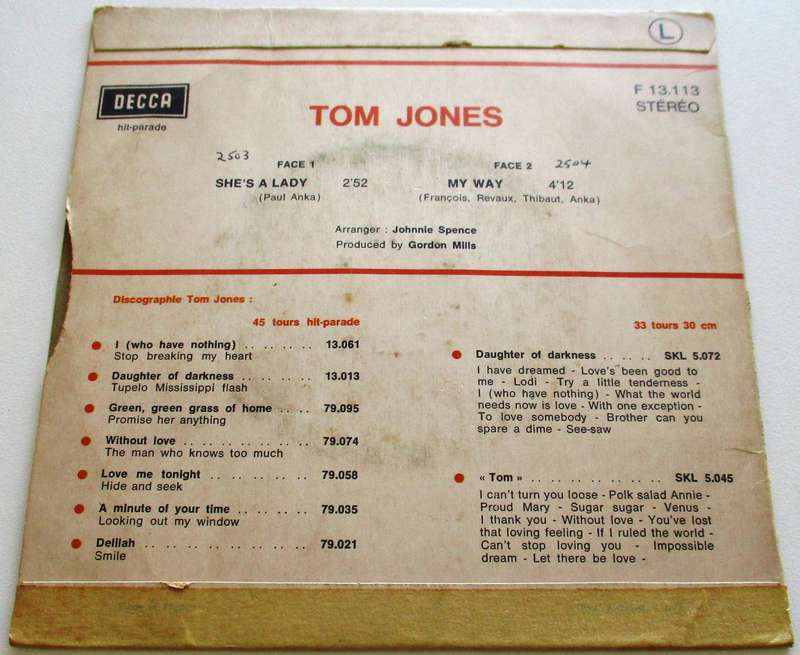 L
DECCA
hit-parade
TOM JONES
F 13.113
STÉRÉO
2503
FACE 1
SHE'S A LADY 2'52
(Paul Anka)
FACE 2 2504
MY WAY 4'12
(François, Revaux, Thibaut, Anka)
Arranger : Johnnie Spence
Produced by Gordon Mills
Discographie Tom Jones :
45 tours hit-parade
I (who have nothing) .. .. .. .. 13.061
Stop breaking my heart
Daughter of darkness .. .. .. .. 13.013
Tupelo Mississippi flash
Green, green grass of home .. .. 79.095
Promise her anything
Without love .. .. .. .. .. .. .. 79.074
The man who knows too much
Love me tonight .. .. .. .. .. 79.058
Hide and seek
A minute of your time .. .. .. .. 79.035
Looking out my window
Delilah .. .. .. .. .. .. .. .. 79.021
Smile
33 tours 30 cm
Daughter of darkness .. .. .. SKL 5.072
I have dreamed - Love's been good to
me - Lodi - Try a little tenderness -
I (who have nothing) - What the world
needs now is love - With one exception -
To love somebody - Brother can you
spare a dime - See-saw
« Tom » .. .. .. .. .. .. .. SKL 5.045
I can't turn you loose - Polk salad Annie -
Proud Mary - Sugar sugar - Venus -
I thank you - Without love - You've lost
that loving feeling - If I ruled the world -
Can't stop loving you - Impossible
dream - Let there be love -